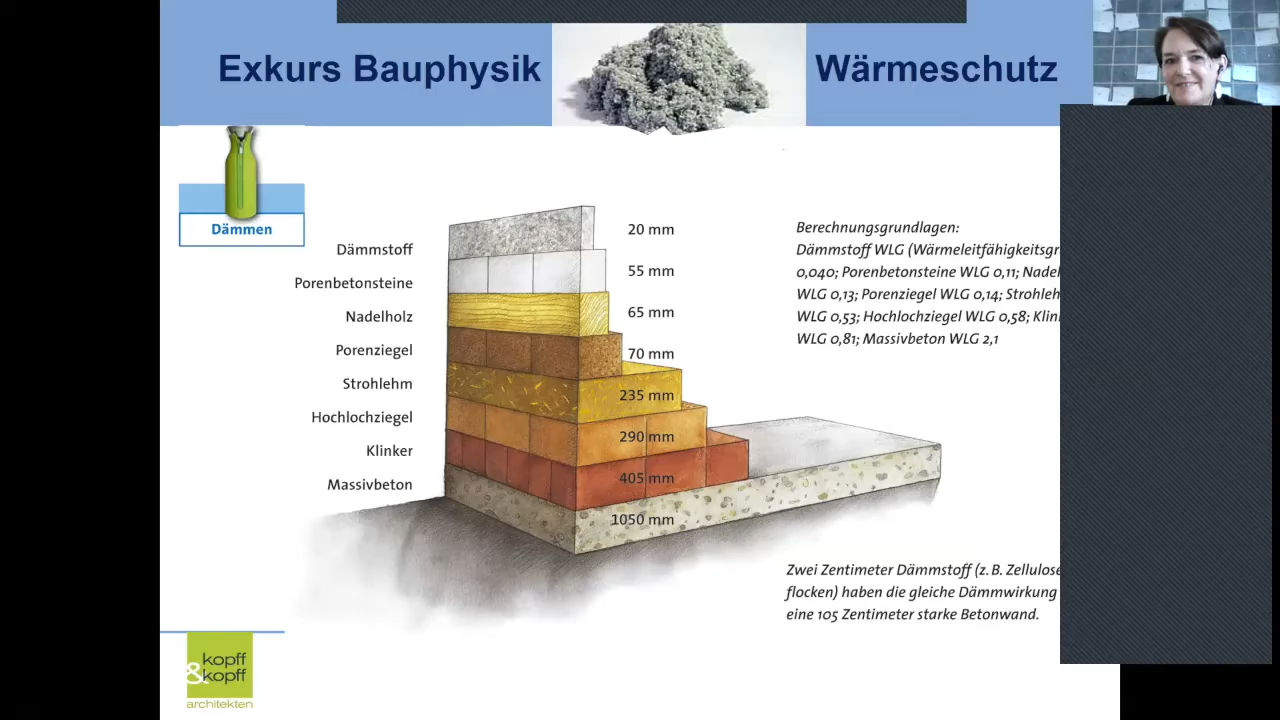 Exkurs Bauphysik
Wärmeschutz
Dämmen
Dämmstoff
20 mm
Porenbetonsteine
55 mm
Nadelholz
65 mm
Porenziegel
70 mm
Strohlehm
235 mm
Hochlochziegel
290 mm
Klinker
405 mm
Massivbeton
1050 mm
Berechnungsgrundlagen:
Dämmstoff WLG (Wärmeleitfähigkeitsgr
0,040; Porenbetonsteine WLG 0,11; Nadel
WLG 0,13; Porenziegel WLG 0,14; Strohleh
WLG 0,53; Hochlochziegel WLG 0,58; Klin
WLG 0,81; Massivbeton WLG 2,1
Zwei Zentimeter Dämmstoff (z. B. Zellulose
flocken) haben die gleiche Dämmwirkung
eine 105 Zentimeter starke Betonwand.
kopff
&kopff
architekten